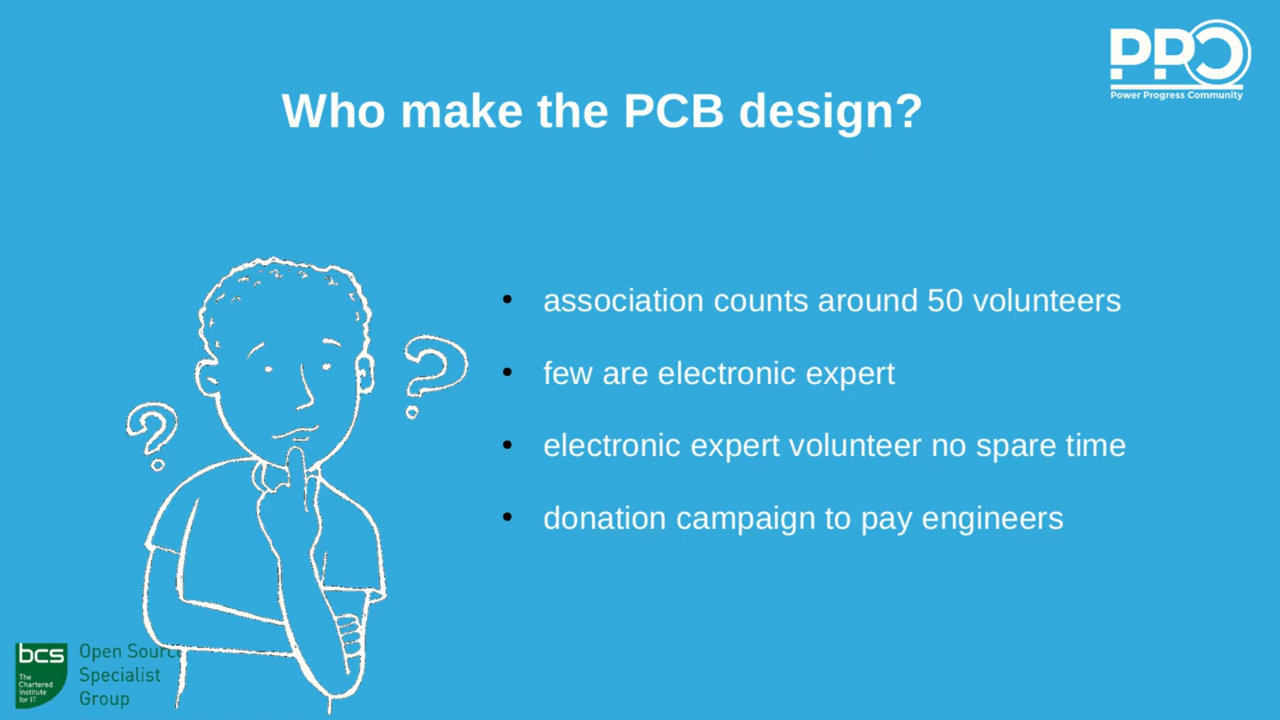 PPC
Power Progress Community
Who make the PCB design?
• association counts around 50 volunteers
• few are electronic expert
• electronic expert volunteer no spare time
• donation campaign to pay engineers
?
?
bcs
The
Chartered
Institute
for IT
Open Source
Specialist
Group